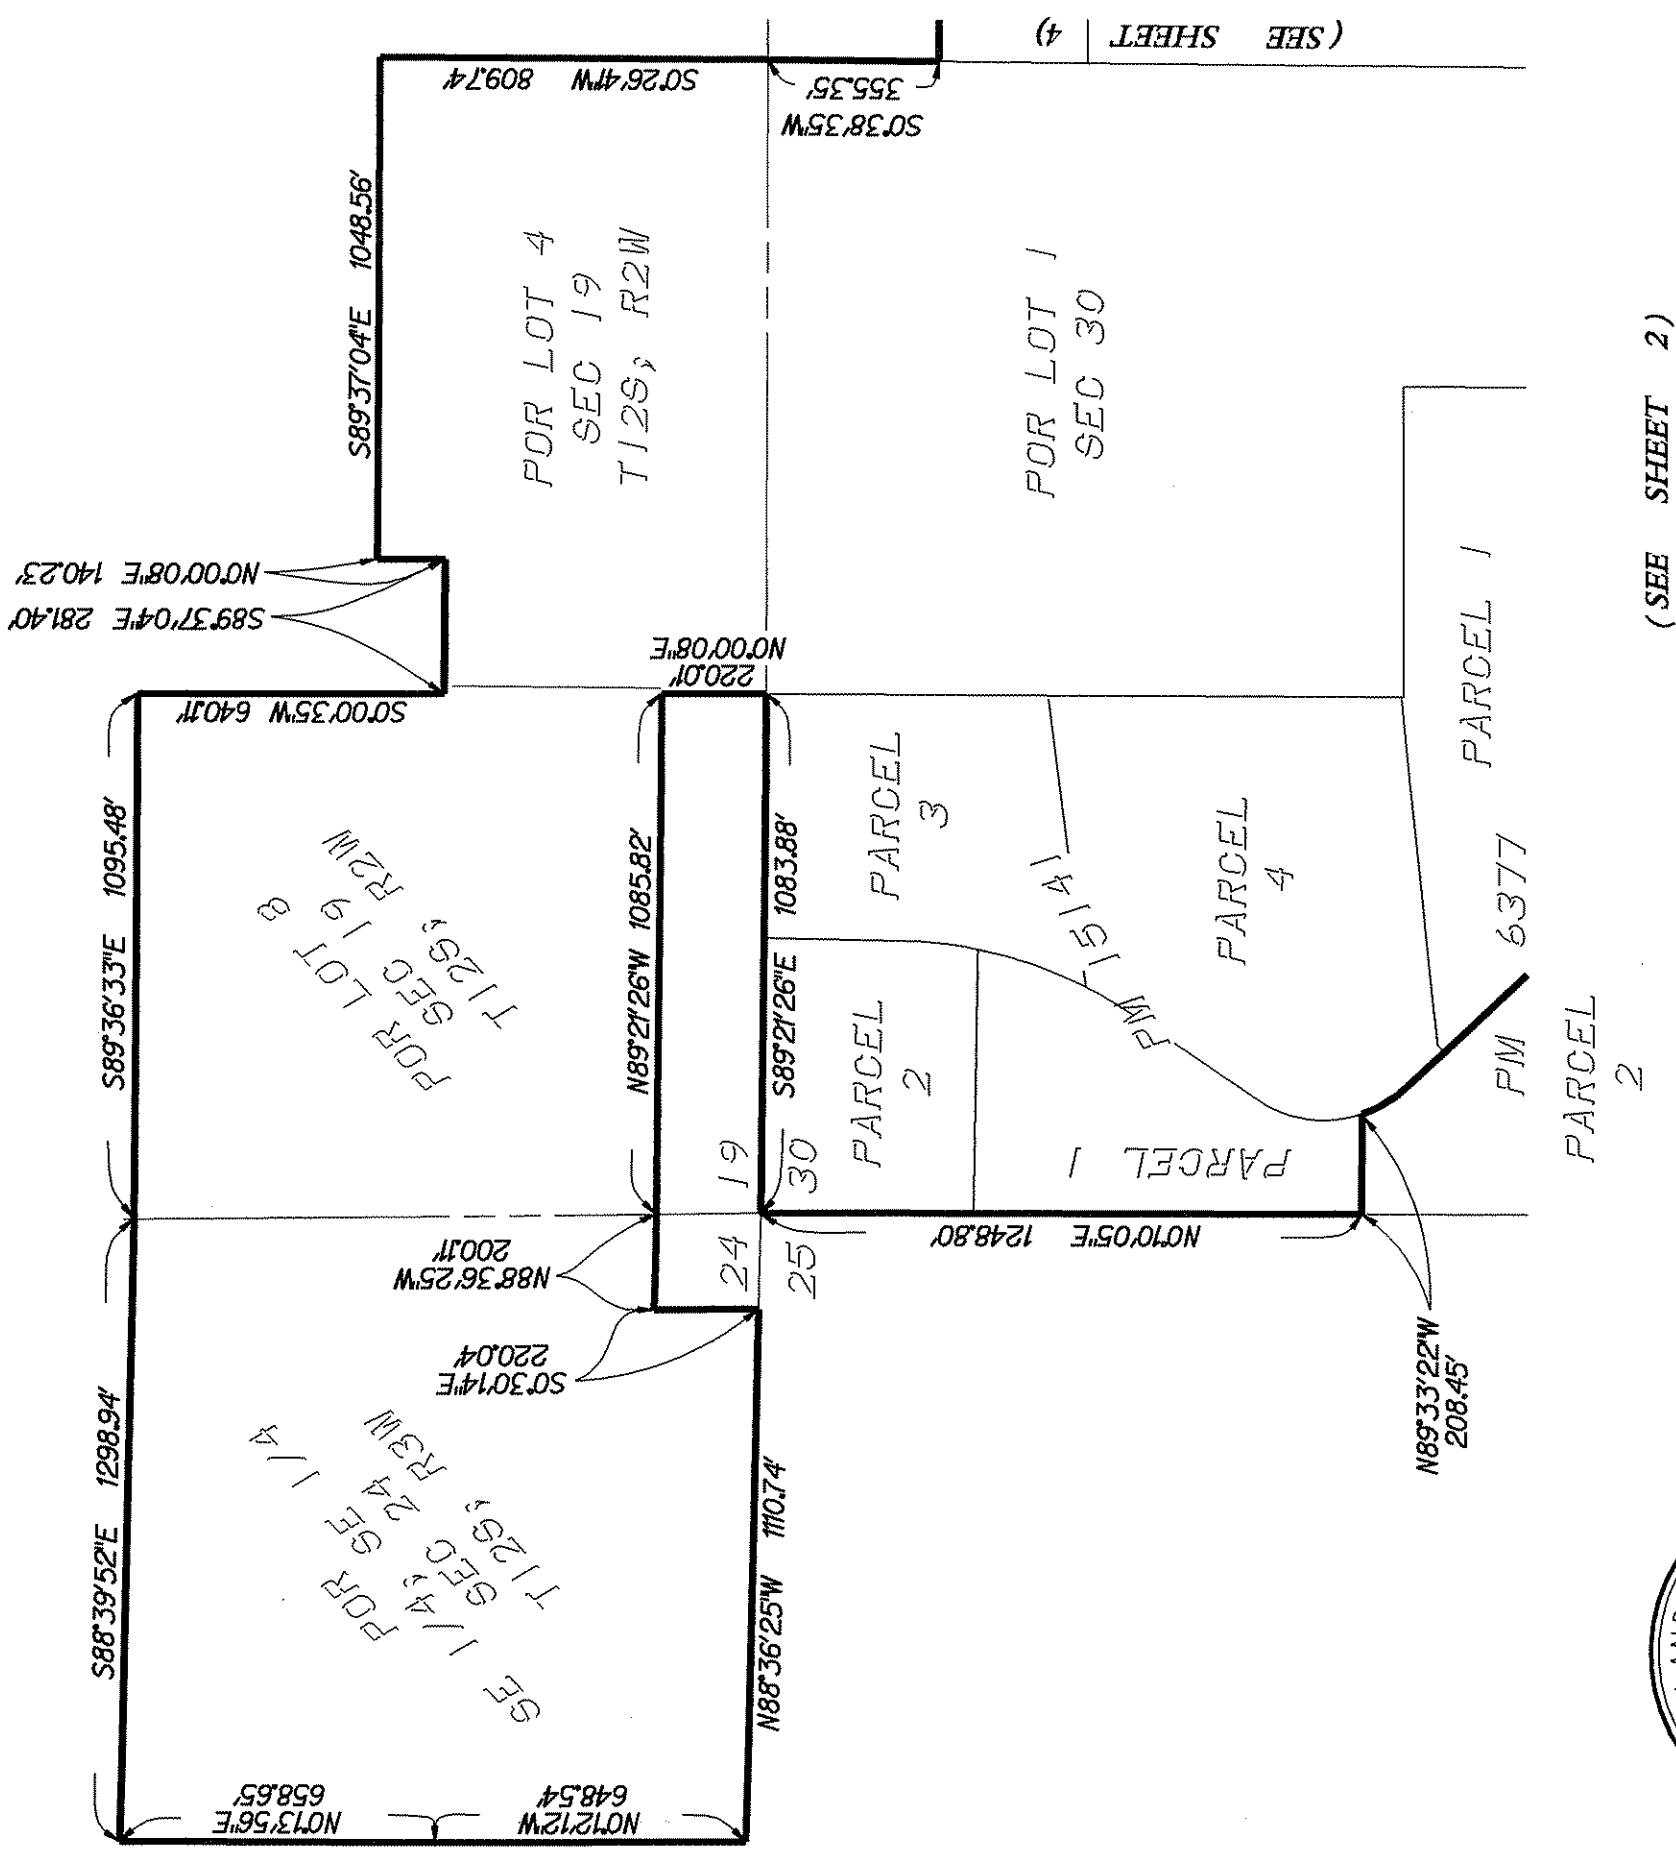 S88°39'52"E 1298.94'
S89°36'33"E 1095.48'
N0°13'56"E
658.65'
N0°12'12"W
648.54'
POR SE 1/4
SE 1/4; SEC 24
T12S, R3W
POR LOT 8
SEC 19
T12S, R2W
S0°00'35"W 640.11'
S89°37'04"E 281.40'
N0°00'08"E 140.23'
S89°37'04"E 1048.56'
S0°26'41"W 809.74'
S0°38'35"W
355.35'
(SEE SHEET 4)
POR LOT 4
SEC 19
T12S, R2W
N0°00'08"E
220.01'
N89°21'26"W 1085.82'
S89°21'26"E 1083.88'
N88°36'25"W
200.11'
S0°30'14"E
220.04'
N88°36'25"W 1110.74'
24
19
25
30
N0°10'05"E 1248.80'
N89°33'22"W
208.45'
PARCEL
2
PARCEL
3
PARCEL 1
PM 15141
PARCEL
4
POR LOT 1
SEC 30
PARCEL 1
PM 6377
PARCEL
2
(SEE SHEET 2)